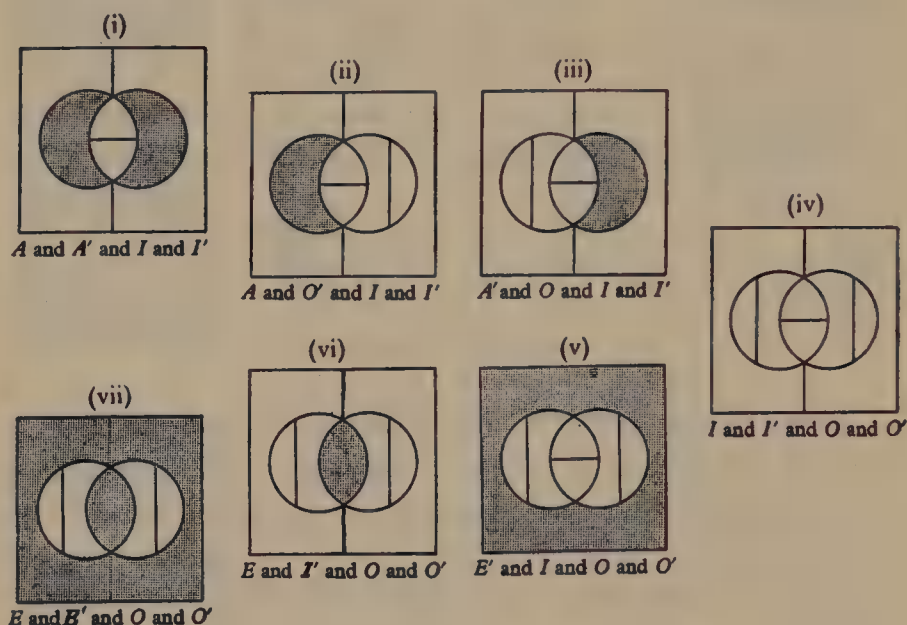 (i)
A and A' and I and I'
(ii)
A and O' and I and I'
(iii)
A' and O and I and I'
(iv)
I and I' and O and O'
(vii)
E and E' and O and O'
(vi)
E and I' and O and O'
(v)
E' and I and O and O'